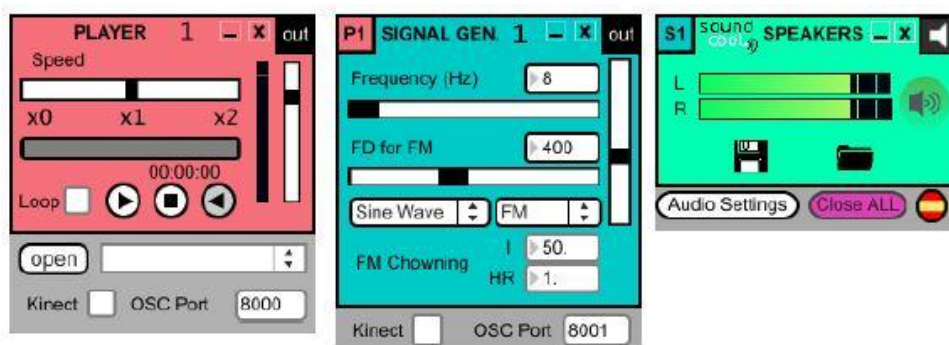 PLAYER 1 out
Speed
x0 x1 x2
00:00:00
Loop
open
Kinect OSC Port 8000
P1 SIGNAL GEN. 1 out
Frequency (Hz) 8
FD for FM 400
Sine Wave FM
I 50.
FM Chowning
HR 1.
Kinect OSC Port 8001
S1 sound cool SPEAKERS
L
R
Audio Settings Close ALL